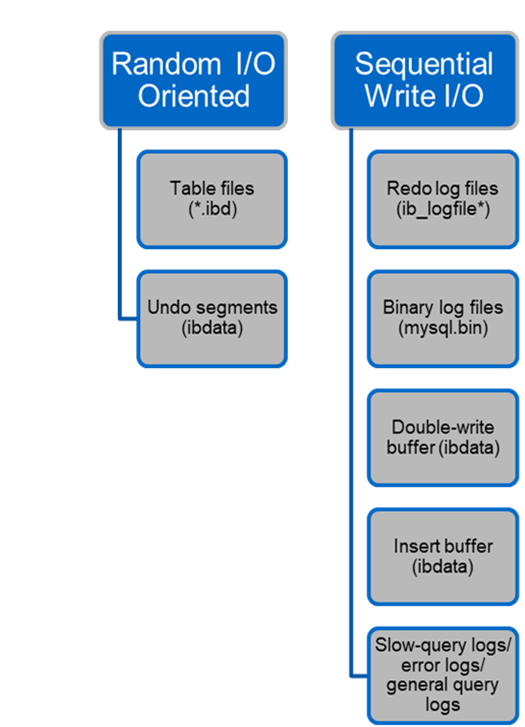 Random I/O
Oriented
Table files
(*.ibd)
Undo segments
(ibdata)
Sequential
Write I/O
Redo log files
(ib_logfile*)
Binary log files
(mysql.bin)
Double-write
buffer (ibdata)
Insert buffer
(ibdata)
Slow-query logs/
error logs/
general query
logs